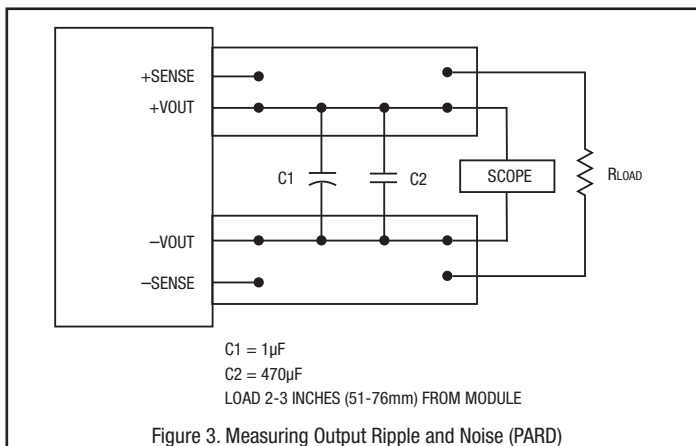 +SENSE
+VOUT
C1
C2
SCOPE
RLOAD
−VOUT
−SENSE
C1 = 1µF
C2 = 470µF
LOAD 2-3 INCHES (51-76mm) FROM MODULE
Figure 3. Measuring Output Ripple and Noise (PARD)